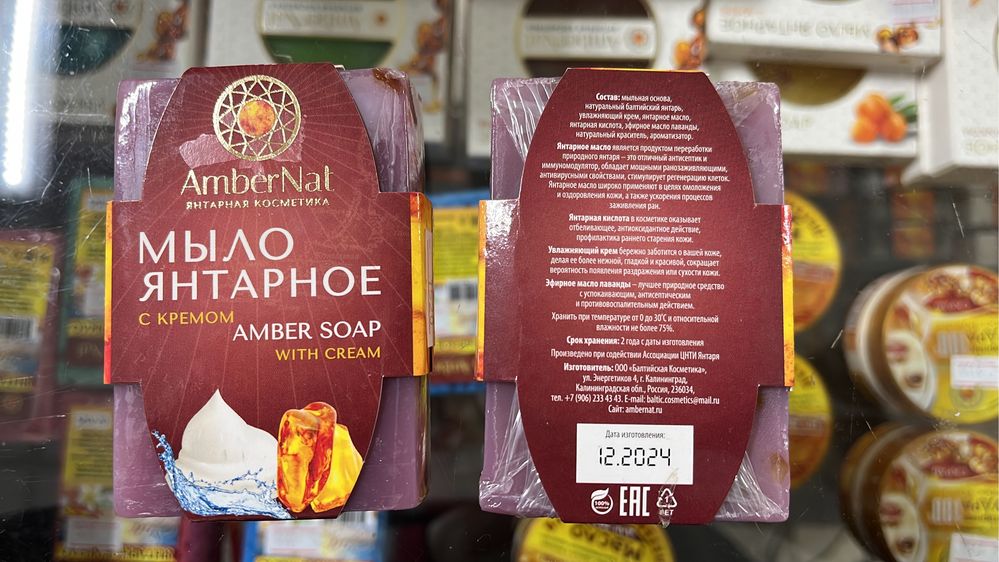 AmberNat
ЯНТАРНАЯ КОСМЕТИКА
МЫЛО
ЯНТАРНОЕ
С КРЕМОМ
AMBER SOAP
WITH CREAM
Состав: мыльная основа,
натуральный балтийский янтарь,
увлажняющий крем, янтарное масло,
янтарная кислота, эфирное масло лаванды,
натуральный краситель, ароматизатор.
Янтарное масло является продуктом переработки
природного янтаря – это отличный антисептик и
иммуномодулятор, обладает мощными ранозаживляющими,
антивирусными свойствами, стимулирует регенерацию клеток.
Янтарное масло широко применяют в целях омоложения
и оздоровления кожи, а также ускорения процессов
заживления ран.
Янтарная кислота в косметике оказывает
отбеливающее, антиоксидантное действие,
профилактика раннего старения кожи.
Увлажняющий крем бережно заботится о вашей коже,
делая ее более нежной, гладкой и красивой, сокращает
вероятность появления раздражения или сухости кожи.
Эфирное масло лаванды – лучшее природное средство
с успокаивающим, антисептическим
и противовоспалительным действием.
Хранить при температуре от 0 до 30˚С и относительной
влажности не более 75%.
Срок хранения: 2 года с даты изготовления
Произведено при содействии Ассоциации ЦНТИ Янтаря
Изготовитель: ООО «Балтийская Косметика»,
ул. Энергетиков 4, г. Калининград,
Калининградская обл., Россия, 236034,
тел. +7 (906) 233 43 43. E-mail: baltic.cosmetics@mail.ru
Сайт: ambernat.ru
Дата изготовления:
12.2024
100%
EAC
PET
МАСЛО